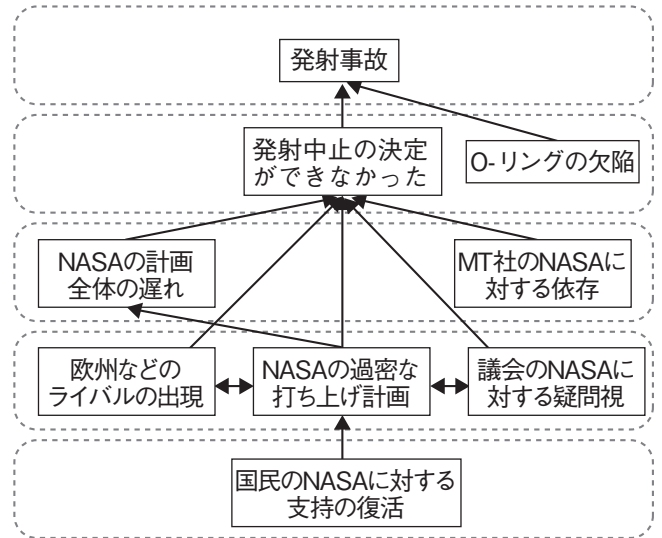 発射事故
発射中止の決定
ができなかった
O-リングの欠陥
NASAの計画
全体の遅れ
MT社のNASAに
対する依存
欧州などの
ライバルの出現
NASAの過密な
打ち上げ計画
議会のNASAに
対する疑問視
国民のNASAに対する
支持の復活